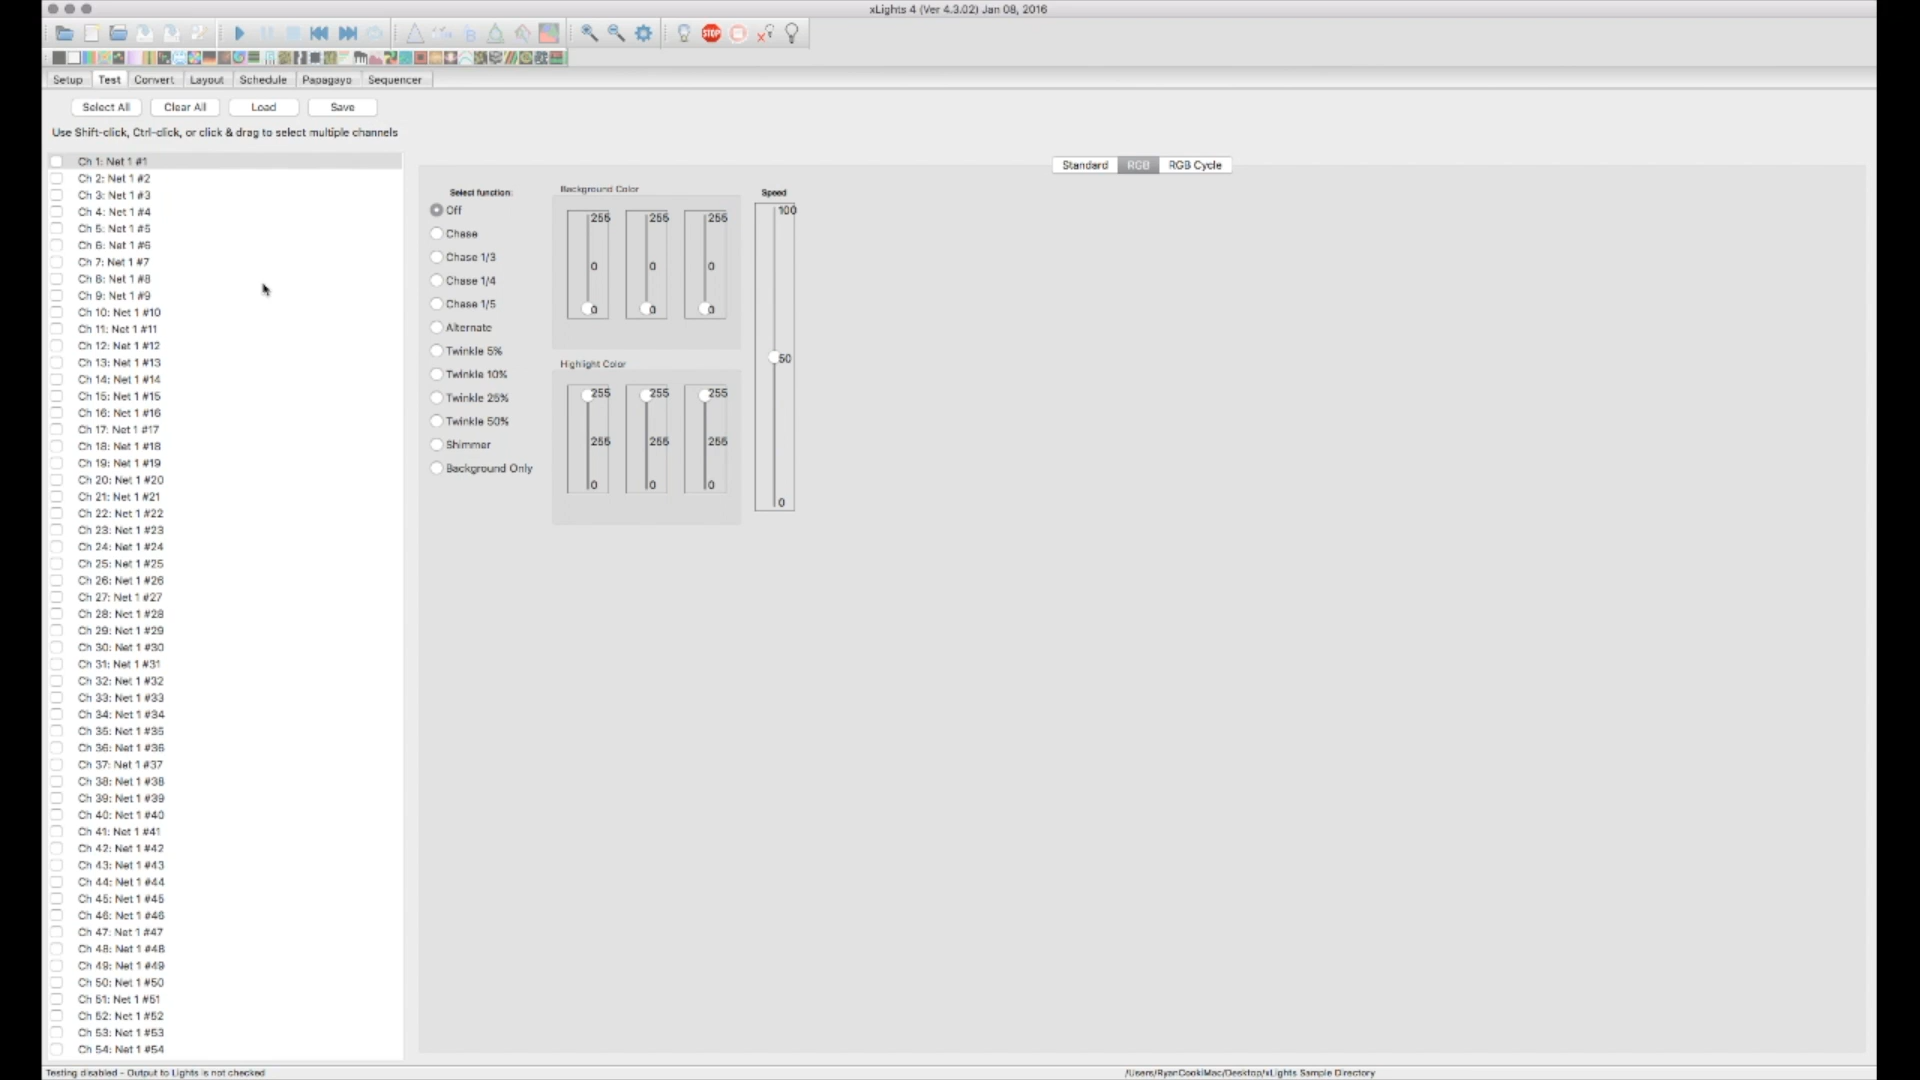 xLights 4 (Ver 4.3.02) Jan 08, 2016
STOP
Setup Test Convert Layout Schedule Papagayo Sequencer
Select All Clear All Load Save
Use Shift-click, Ctrl-click, or click & drag to select multiple channels
Ch 1: Net 1 #1
Ch 2: Net 1 #2
Ch 3: Net 1 #3
Ch 4: Net 1 #4
Ch 5: Net 1 #5
Ch 6: Net 1 #6
Ch 7: Net 1 #7
Ch 8: Net 1 #8
Ch 9: Net 1 #9
Ch 10: Net 1 #10
Ch 11: Net 1 #11
Ch 12: Net 1 #12
Ch 13: Net 1 #13
Ch 14: Net 1 #14
Ch 15: Net 1 #15
Ch 16: Net 1 #16
Ch 17: Net 1 #17
Ch 18: Net 1 #18
Ch 19: Net 1 #19
Ch 20: Net 1 #20
Ch 21: Net 1 #21
Ch 22: Net 1 #22
Ch 23: Net 1 #23
Ch 24: Net 1 #24
Ch 25: Net 1 #25
Ch 26: Net 1 #26
Ch 27: Net 1 #27
Ch 28: Net 1 #28
Ch 29: Net 1 #29
Ch 30: Net 1 #30
Ch 31: Net 1 #31
Ch 32: Net 1 #32
Ch 33: Net 1 #33
Ch 34: Net 1 #34
Ch 35: Net 1 #35
Ch 36: Net 1 #36
Ch 37: Net 1 #37
Ch 38: Net 1 #38
Ch 39: Net 1 #39
Ch 40: Net 1 #40
Ch 41: Net 1 #41
Ch 42: Net 1 #42
Ch 43: Net 1 #43
Ch 44: Net 1 #44
Ch 45: Net 1 #45
Ch 46: Net 1 #46
Ch 47: Net 1 #47
Ch 48: Net 1 #48
Ch 49: Net 1 #49
Ch 50: Net 1 #50
Ch 51: Net 1 #51
Ch 52: Net 1 #52
Ch 53: Net 1 #53
Ch 54: Net 1 #54
Standard RGB RGB Cycle
Select function:
Off
Chase
Chase 1/3
Chase 1/4
Chase 1/5
Alternate
Twinkle 5%
Twinkle 10%
Twinkle 25%
Twinkle 50%
Shimmer
Background Only
Background Color
255 255 255
0 0 0
0 0 0
Highlight Color
255 255 255
255 255 255
0 0 0
Speed
100
50
0
Testing disabled - Output to Lights is not checked
/Users/RyanCookiMac/Desktop/xLights Sample Directory